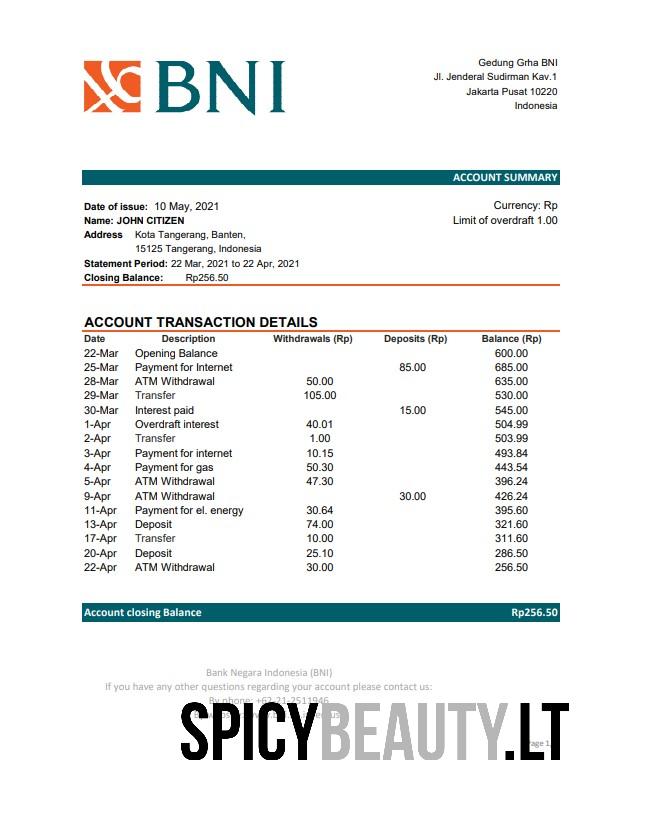 BNI
Gedung Grha BNI
Jl. Jenderal Sudirman Kav.1
Jakarta Pusat 10220
Indonesia
ACCOUNT SUMMARY
Date of issue: 10 May, 2021 Currency: Rp
Name: JOHN CITIZEN Limit of overdraft 1.00
Address Kota Tangerang, Banten,
15125 Tangerang, Indonesia
Statement Period: 22 Mar, 2021 to 22 Apr, 2021
Closing Balance: Rp256.50
ACCOUNT TRANSACTION DETAILS
Date Description Withdrawals (Rp) Deposits (Rp) Balance (Rp)
22-Mar Opening Balance 600.00
25-Mar Payment for Internet 85.00 685.00
28-Mar ATM Withdrawal 50.00 635.00
29-Mar Transfer 105.00 530.00
30-Mar Interest paid 15.00 545.00
1-Apr Overdraft interest 40.01 504.99
2-Apr Transfer 1.00 503.99
3-Apr Payment for internet 10.15 493.84
4-Apr Payment for gas 50.30 443.54
5-Apr ATM Withdrawal 47.30 396.24
9-Apr ATM Withdrawal 30.00 426.24
11-Apr Payment for el. energy 30.64 395.60
13-Apr Deposit 74.00 321.60
17-Apr Transfer 10.00 311.60
20-Apr Deposit 25.10 286.50
22-Apr ATM Withdrawal 30.00 256.50
Account closing Balance Rp256.50
Bank Negara Indonesia (BNI)
If you have any other questions regarding your account please contact us:
By phone: +62-21-2511946
SPICYBEAUTY.LT